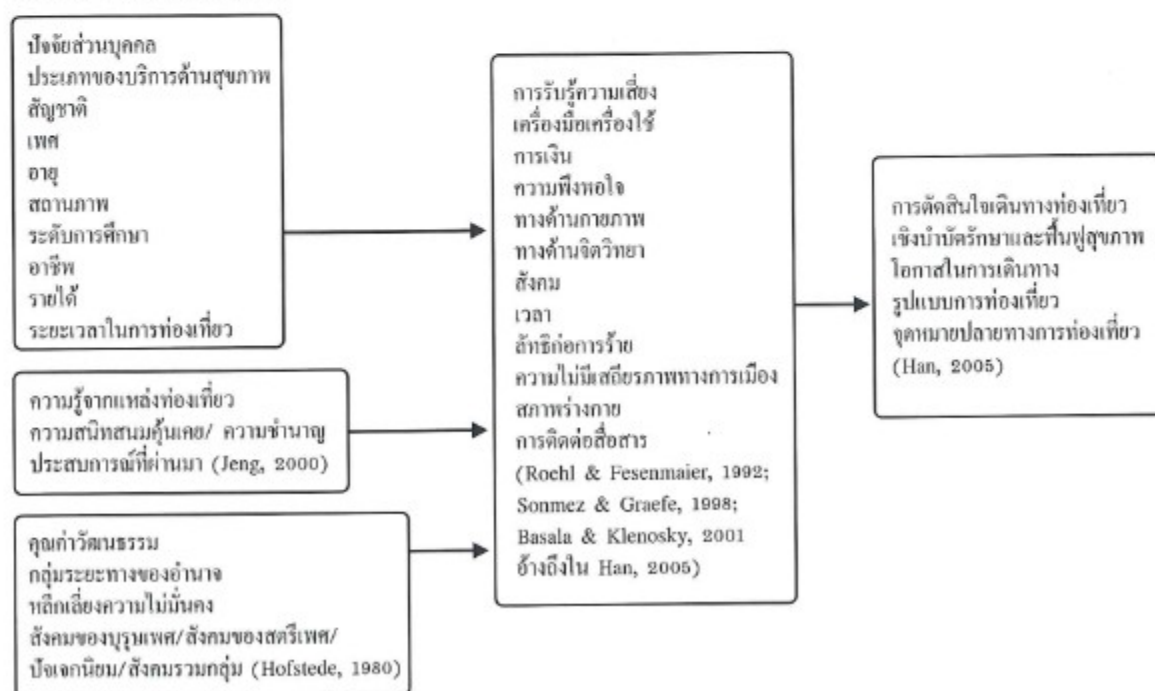 ปัจจัยส่วนบุคคล
ประเภทของบริการด้านสุขภาพ
สัญชาติ
เพศ
อายุ
สถานภาพ
ระดับการศึกษา
อาชีพ
รายได้
ระยะเวลาในการท่องเที่ยว
ความรู้จากแหล่งท่องเที่ยว
ความสนิทสนมคุ้นเคย/ ความชำนาญ
ประสบการณ์ที่ผ่านมา (Jeng, 2000)
คุณค่าวัฒนธรรม
กลุ่มระยะทางของอำนาจ
หลีกเลี่ยงความไม่มั่นคง
สังคมของบุรุษเพศ/สังคมของสตรีเพศ/
ปัจเจกนิยม/สังคมรวมกลุ่ม (Hofstede, 1980)
การรับรู้ความเสี่ยง
เครื่องมือเครื่องใช้
การเงิน
ความพึงพอใจ
ทางด้านกายภาพ
ทางด้านจิตวิทยา
สังคม
เวลา
ลัทธิก่อการร้าย
ความไม่มีเสถียรภาพทางการเมือง
สภาพร่างกาย
การติดต่อสื่อสาร
(Roehl & Fesenmaier, 1992;
Sonmez & Graefe, 1998;
Basala & Klenosky, 2001
อ้างถึงใน Han, 2005)
การตัดสินใจเดินทางท่องเที่ยว
เชิงบำบัดรักษาและฟื้นฟูสุขภาพ
โอกาสในการเดินทาง
รูปแบบการท่องเที่ยว
จุดหมายปลายทางการท่องเที่ยว
(Han, 2005)